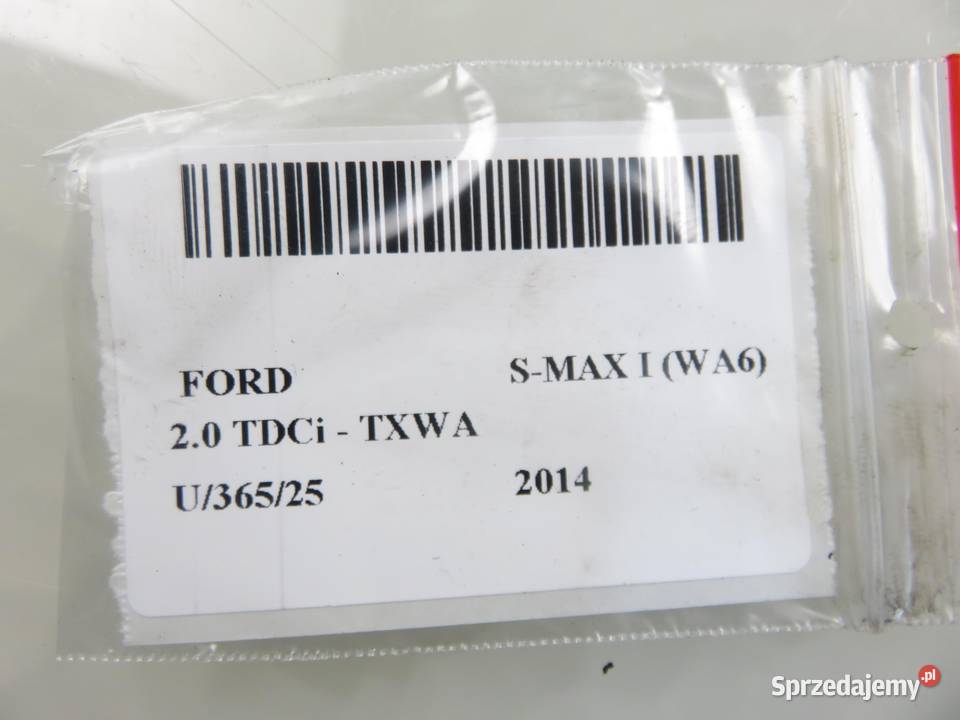 FORD S-MAX I (WA6)
2.0 TDCi - TXWA
U/365/25 2014
Sprzedajemy.pl